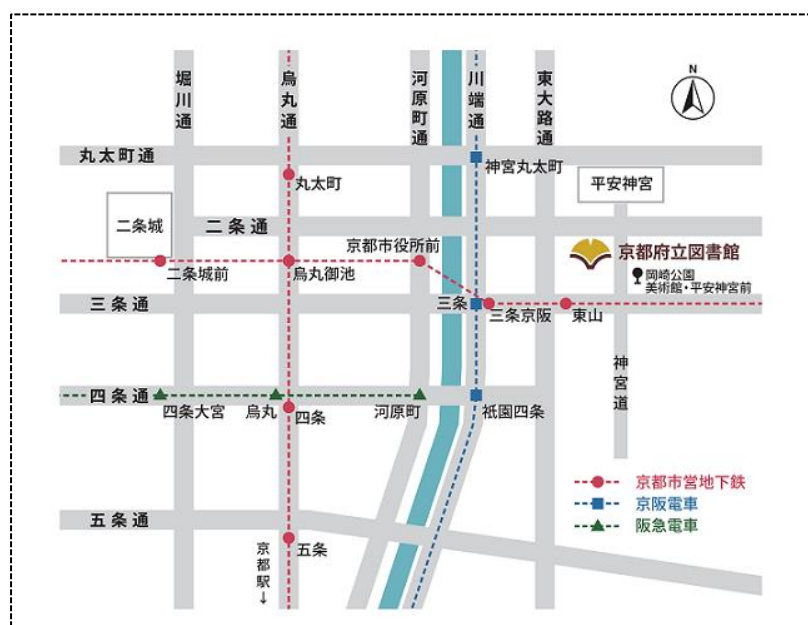 N
堀川通
烏丸通
河原町通
川端通
東大路通
丸太町通
神宮丸太町
丸太町
平安神宮
二条城
二条通
京都市役所前
京都府立図書館
二条城前
烏丸御池
岡崎公園
美術館・平安神宮前
三条通
三条
三条京阪
東山
神宮道
四条通
四条大宮
烏丸
四条
河原町
祇園四条
京都市営地下鉄
京阪電車
阪急電車
五条通
五条
京都駅↓